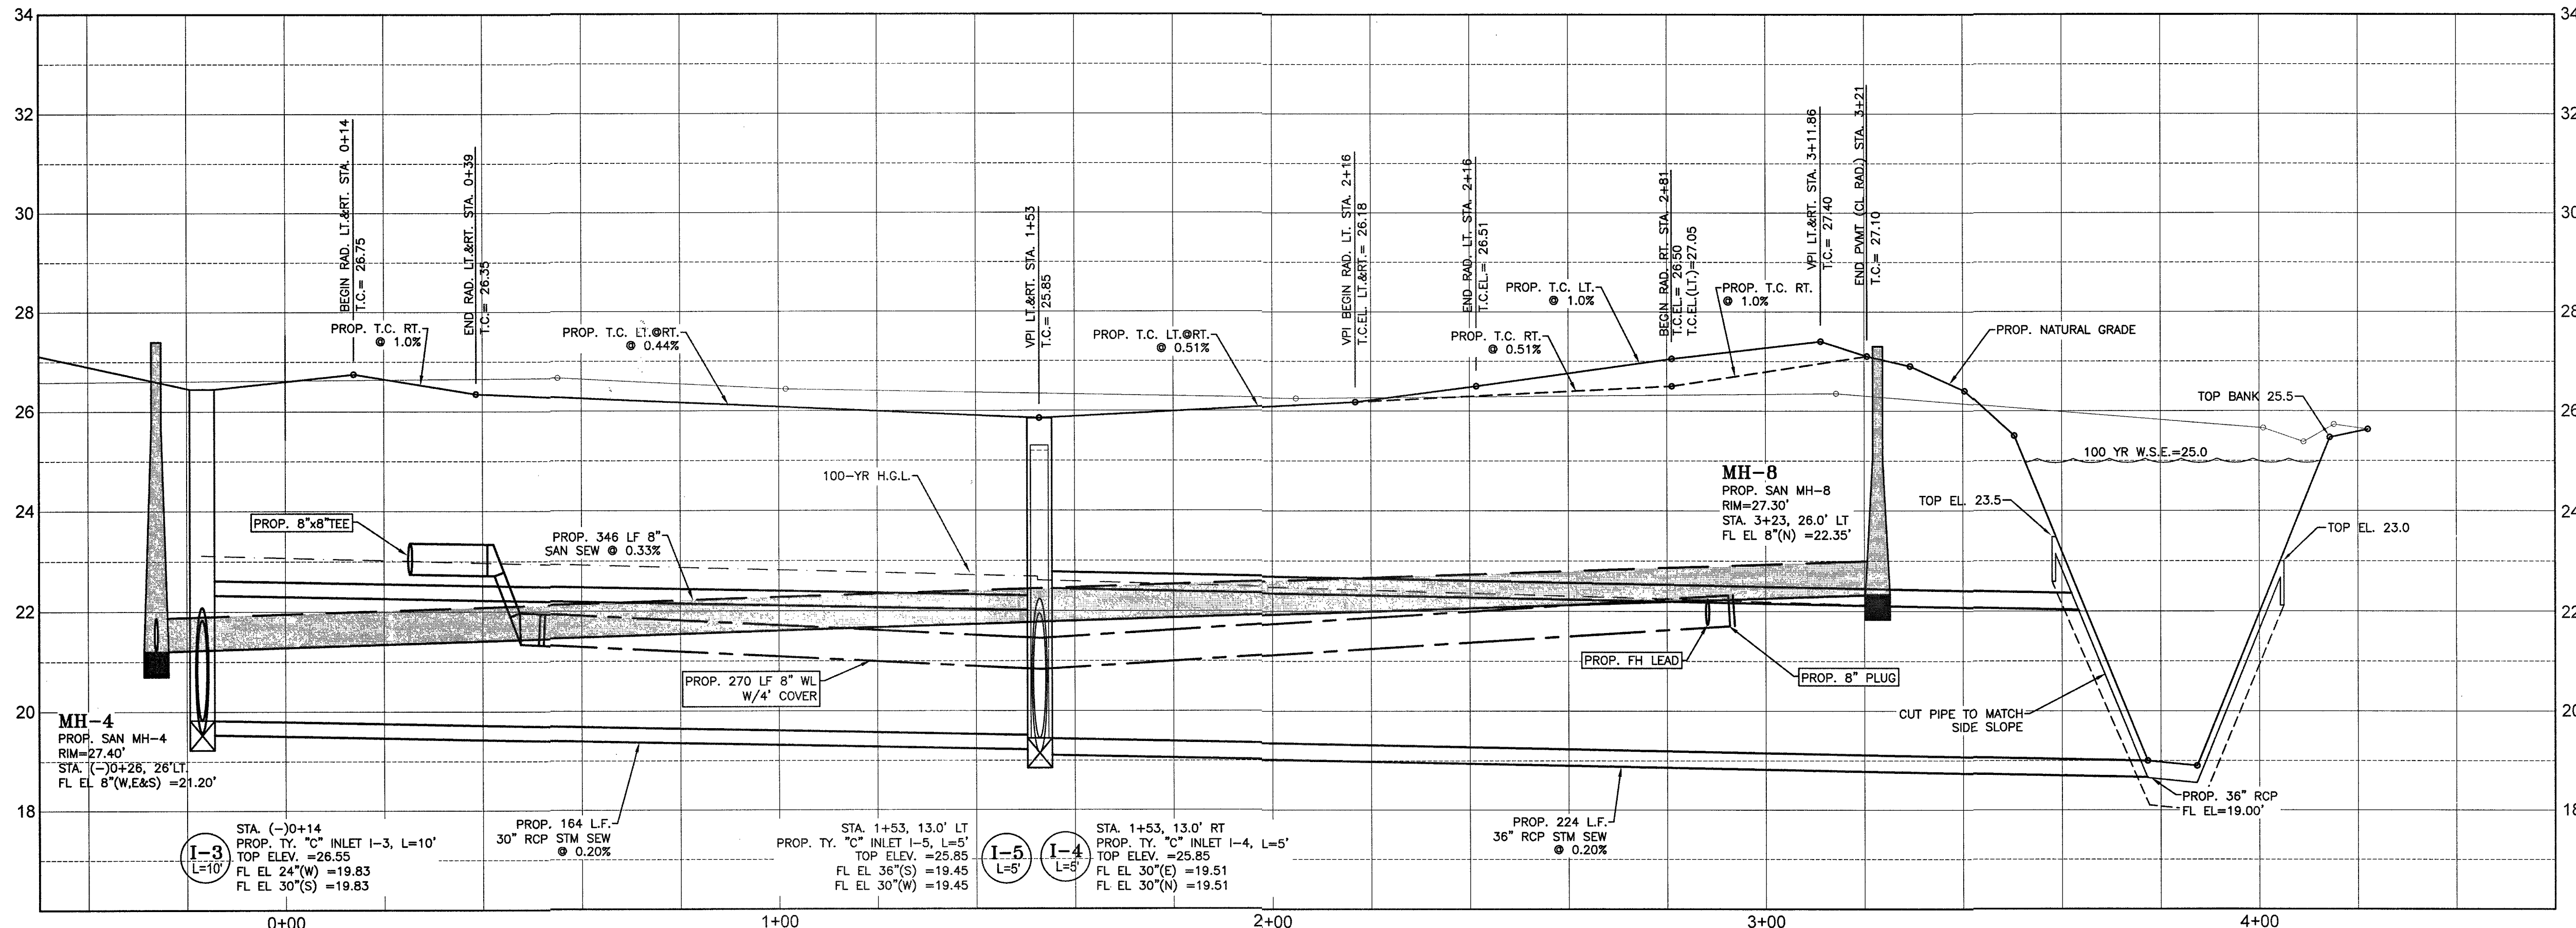 34
32
30
28
26
24
22
20
18
34
32
30
28
26
24
22
20
18
BEGIN RAD. LT.&RT. STA. 0+14
T.C.= 26.75
END RAD. LT.&RT. STA. 0+39
T.C.= 26.35
VPI LT.&RT. STA. 1+53
T.C.= 25.85
VPI BEGIN RAD. LT. STA. 2+16
T.C.EL. LT.&RT.= 26.18
END RAD. LT. STA. 2+16
T.C.EL.= 26.51
BEGIN RAD. RT. STA. 2+81
T.C.EL.= 26.50
T.C.EL.(LT.)=27.05
VPI LT.&RT. STA. 3+11.86
T.C.= 27.40
END PVMT (CL RAD.) STA. 3+21
T.C.= 27.10
PROP. T.C. RT.
@ 1.0%
PROP. T.C. LT.@RT.
@ 0.44%
PROP. T.C. LT.@RT.
@ 0.51%
PROP. T.C. LT.
@ 1.0%
PROP. T.C. RT.
@ 0.51%
PROP. T.C. RT.
@ 1.0%
PROP. NATURAL GRADE
TOP BANK 25.5
100 YR W.S.E.=25.0
100-YR H.G.L.
MH-8
PROP. SAN MH-8
RIM=27.30'
STA. 3+23, 26.0' LT
FL EL 8"(N) =22.35'
TOP EL. 23.5
TOP EL. 23.0
PROP. 8"x8"TEE
PROP. 346 LF 8"
SAN SEW @ 0.33%
PROP. 270 LF 8" WL
W/4' COVER
PROP. FH LEAD
PROP. 8" PLUG
CUT PIPE TO MATCH
SIDE SLOPE
MH-4
PROP. SAN MH-4
RIM=27.40'
STA. (-)0+26, 26'LT.
FL EL 8"(W,E&S) =21.20'
PROP. 36" RCP
FL EL=19.00'
I-3
L=10'
STA. (-)0+14
PROP. TY. "C" INLET I-3, L=10'
TOP ELEV. =26.55
FL EL 24"(W) =19.83
FL EL 30"(S) =19.83
PROP. 164 L.F.
30" RCP STM SEW
@ 0.20%
STA. 1+53, 13.0' LT
PROP. TY. "C" INLET I-5, L=5'
TOP ELEV. =25.85
FL EL 36"(S) =19.45
FL EL 30"(W) =19.45
I-5
L=5'
I-4
L=5'
STA. 1+53, 13.0' RT
PROP. TY. "C" INLET I-4, L=5'
TOP ELEV. =25.85
FL EL 30"(E) =19.51
FL EL 30"(N) =19.51
PROP. 224 L.F.
36" RCP STM SEW
@ 0.20%
0+00
1+00
2+00
3+00
4+00